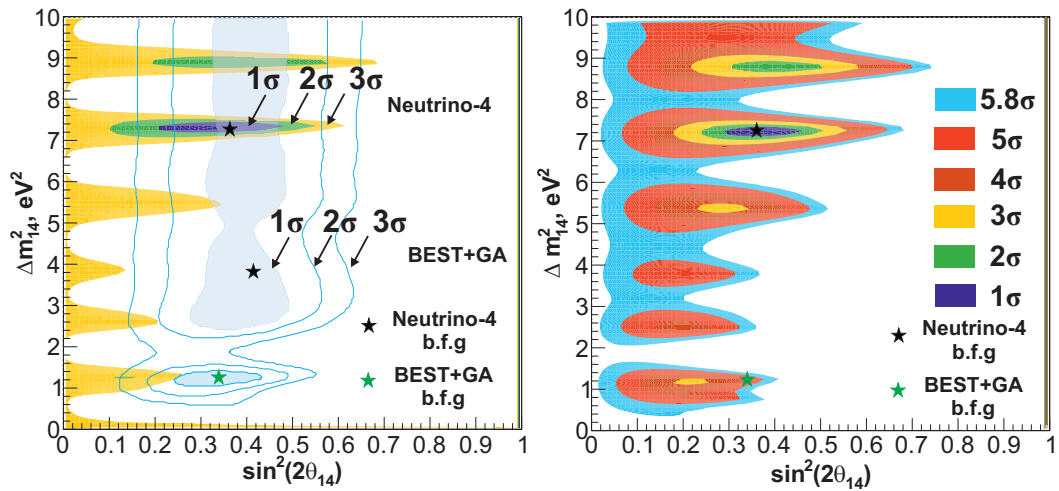 10
9
8
7
6
5
4
3
2
1
0
Δm²₁₄, eV²
1σ 2σ 3σ
Neutrino-4
1σ 2σ 3σ
BEST+GA
Neutrino-4
b.f.g
BEST+GA
b.f.g
0 0.1 0.2 0.3 0.4 0.5 0.6 0.7 0.8 0.9 1
sin²(2θ₁₄)
10
9
8
7
6
5
4
3
2
1
0
Δ m²₁₄, eV²
5.8σ
5σ
4σ
3σ
2σ
1σ
Neutrino-4
b.f.g
BEST+GA
b.f.g
0 0.1 0.2 0.3 0.4 0.5 0.6 0.7 0.8 0.9 1
sin²(2θ₁₄)